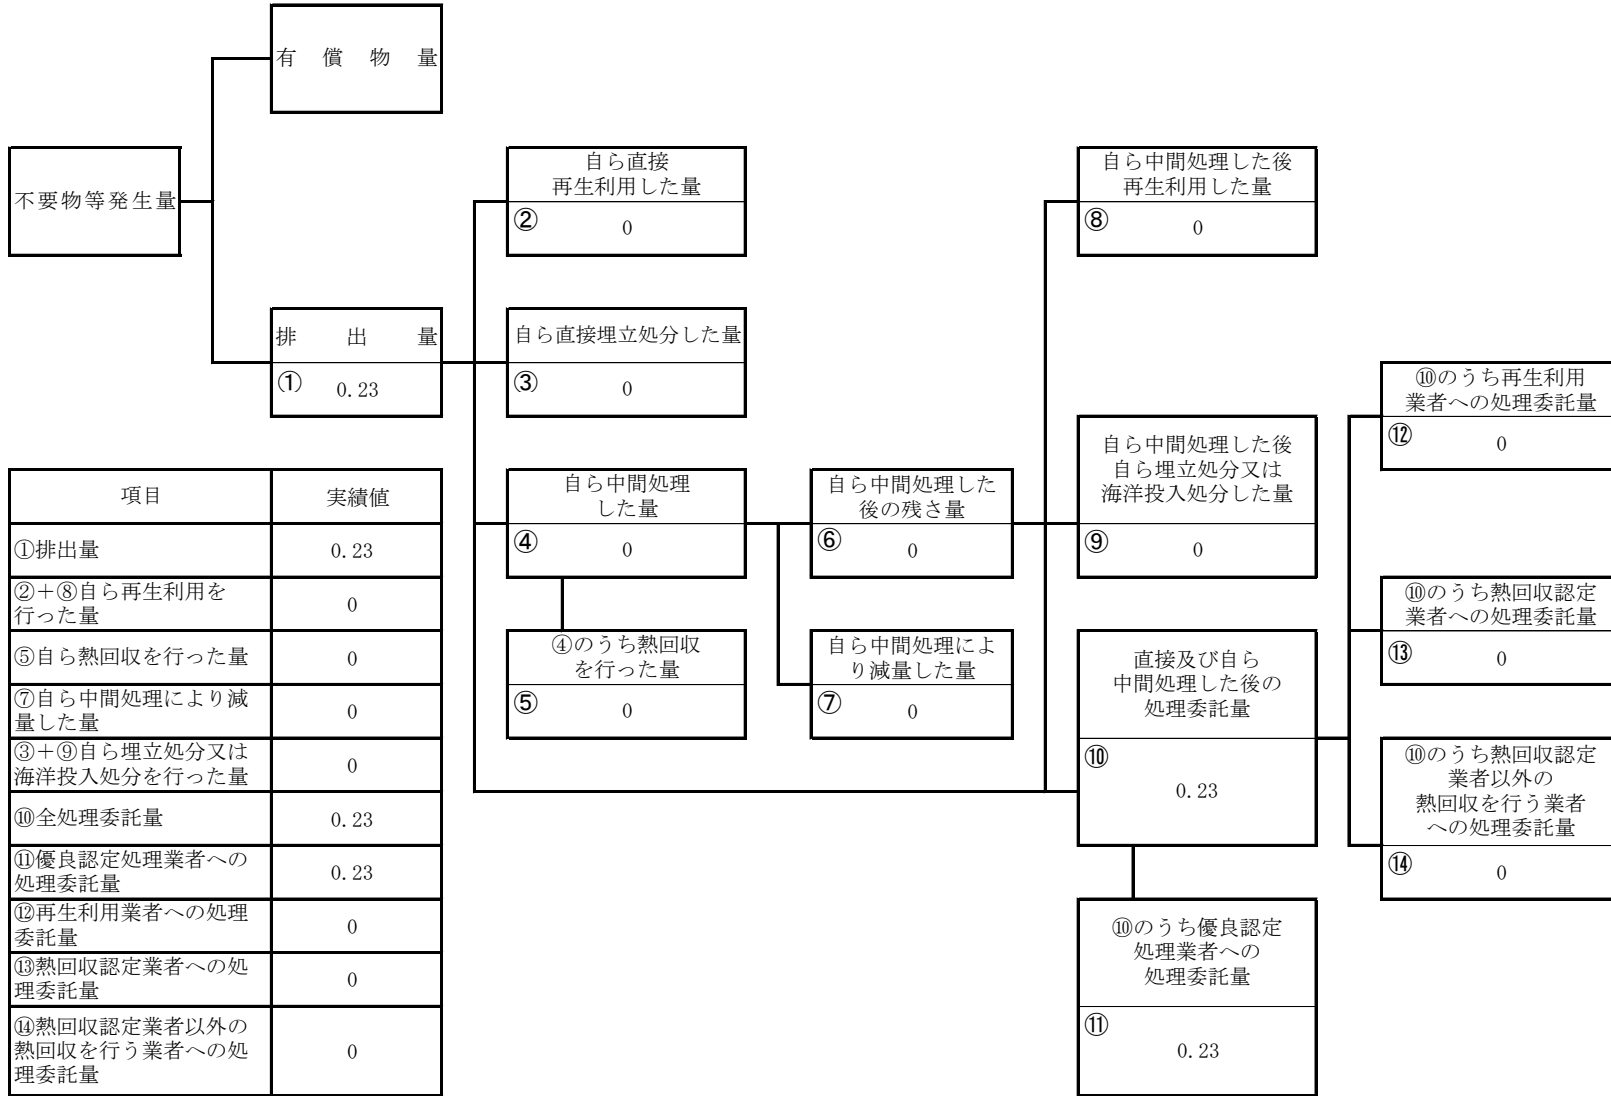 有償物量
不要物等発生量
排出量
① 0.23
自ら直接
再生利用した量
② 0
自ら直接埋立処分した量
③ 0
自ら中間処理
した量
④ 0
④のうち熱回収
を行った量
⑤ 0
自ら中間処理した
後の残さ量
⑥ 0
自ら中間処理によ
り減量した量
⑦ 0
自ら中間処理した後
再生利用した量
⑧ 0
自ら中間処理した後
自ら埋立処分又は
海洋投入処分した量
⑨ 0
直接及び自ら
中間処理した後の
処理委託量
⑩
0.23
⑩のうち優良認定
処理業者への
処理委託量
⑪
0.23
⑩のうち再生利用
業者への処理委託量
⑫ 0
⑩のうち熱回収認定
業者への処理委託量
⑬ 0
⑩のうち熱回収認定
業者以外の
熱回収を行う業者
への処理委託量
⑭ 0
項目 実績値
①排出量 0.23
②+⑧自ら再生利用を
行った量 0
⑤自ら熱回収を行った量 0
⑦自ら中間処理により減
量した量 0
③+⑨自ら埋立処分又は
海洋投入処分を行った量 0
⑩全処理委託量 0.23
⑪優良認定処理業者への
処理委託量 0.23
⑫再生利用業者への処理
委託量 0
⑬熱回収認定業者への処
理委託量 0
⑭熱回収認定業者以外の
熱回収を行う業者への処
理委託量 0